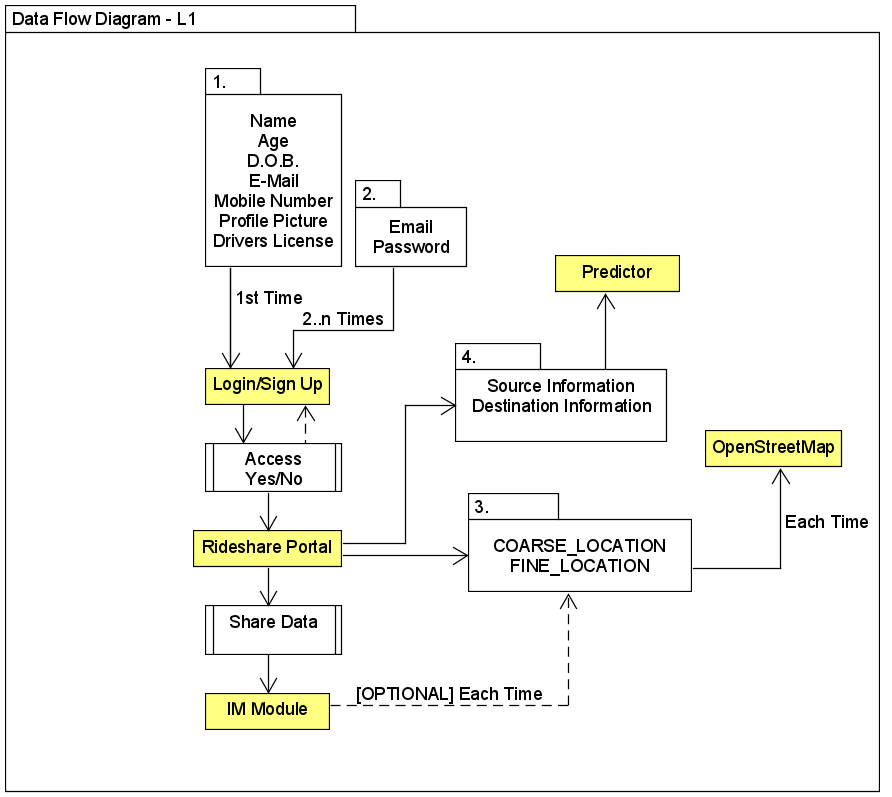 Data Flow Diagram - L1
1.
Name
Age
D.O.B.
E-Mail
Mobile Number
Profile Picture
Drivers License
2.
Email
Password
1st Time
2..n Times
Predictor
Login/Sign Up
4.
Source Information
Destination Information
Access
Yes/No
OpenStreetMap
3.
COARSE_LOCATION
FINE_LOCATION
Each Time
Rideshare Portal
Share Data
[OPTIONAL] Each Time
IM Module